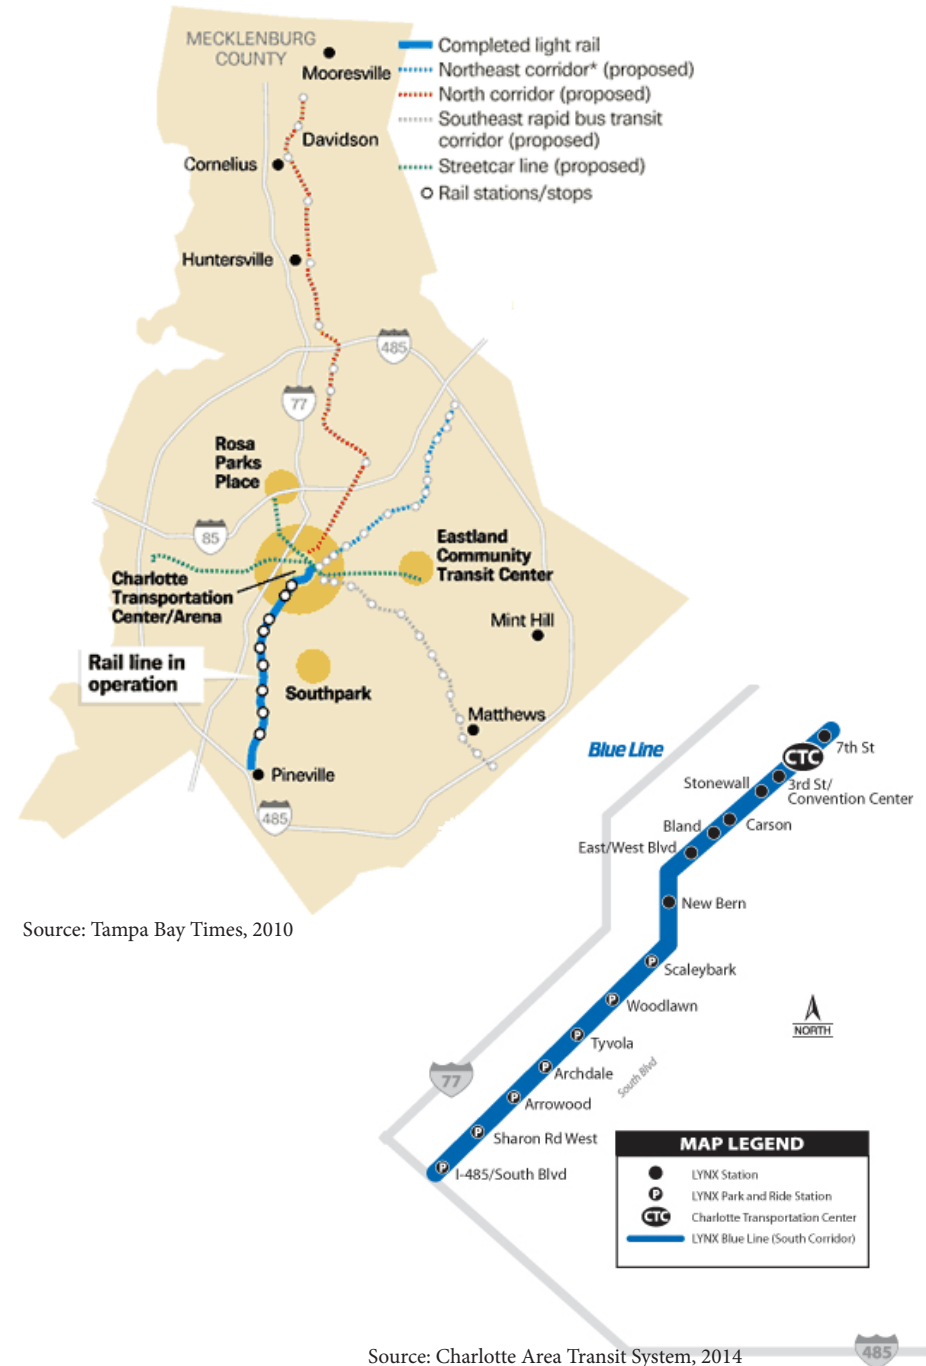 MECKLENBURG
COUNTY
Mooresville
Completed light rail
Northeast corridor* (proposed)
North corridor (proposed)
Southeast rapid bus transit
corridor (proposed)
Streetcar line (proposed)
Rail stations/stops
Davidson
Cornelius
Huntersville
485
77
Rosa
Parks
Place
85
Eastland
Community
Transit Center
Charlotte
Transportation
Center/Arena
Mint Hill
Rail line in
operation
Southpark
Matthews
Pineville
485
Source: Tampa Bay Times, 2010
Blue Line
7th St
CTC
Stonewall
3rd St/
Convention Center
Bland
Carson
East/West Blvd
New Bern
P
Scaleybark
P
Woodlawn
P
Tyvola
NORTH
P
Archdale
South Blvd
77
P
Arrowood
P
Sharon Rd West
P
I-485/South Blvd
MAP LEGEND
LYNX Station
P
LYNX Park and Ride Station
CTC
Charlotte Transportation Center
LYNX Blue Line (South Corridor)
485
Source: Charlotte Area Transit System, 2014